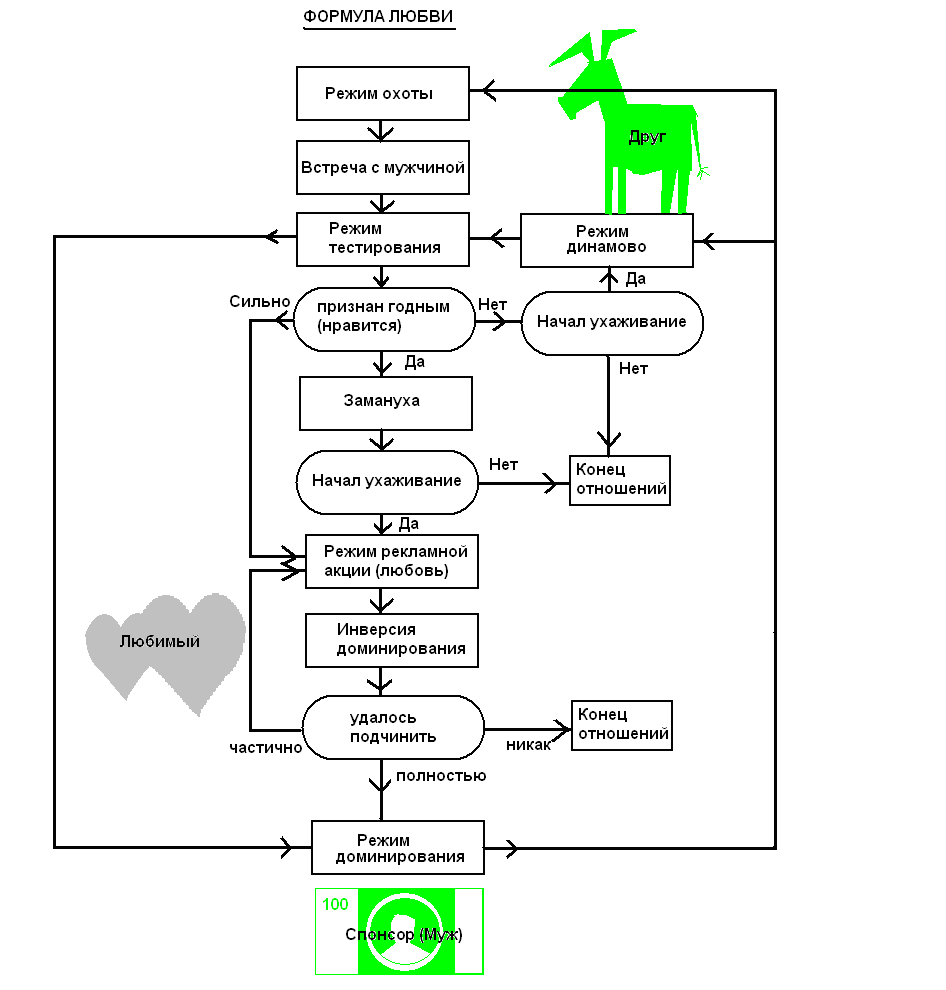 ФОРМУЛА ЛЮБВИ
Режим охоты
Друг
Встреча с мужчиной
Режим
тестирования
Режим
динамово
Да
Сильно
признан годным
(нравится)
Нет
Начал ухаживание
Да
Нет
Замануха
Начал ухаживание
Нет
Конец
отношений
Да
Режим рекламной
акции (любовь)
Любимый
Инверсия
доминирования
удалось
подчинить
Конец
отношений
частично
никак
полностью
Режим
доминирования
100
Спонсор (Муж)